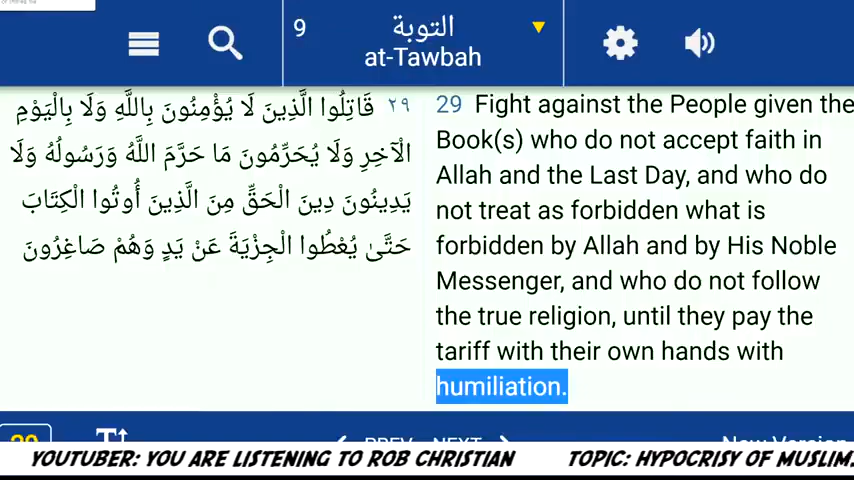 9
التوبة
at-Tawbah
٢٩ قَاتِلُوا الَّذِينَ لَا يُؤْمِنُونَ بِاللَّهِ وَلَا بِالْيَوْمِ
الْآخِرِ وَلَا يُحَرِّمُونَ مَا حَرَّمَ اللَّهُ وَرَسُولُهُ وَلَا
يَدِينُونَ دِينَ الْحَقِّ مِنَ الَّذِينَ أُوتُوا الْكِتَابَ
حَتَّىٰ يُعْطُوا الْجِزْيَةَ عَنْ يَدٍ وَهُمْ صَاغِرُونَ
29 Fight against the People given the
Book(s) who do not accept faith in
Allah and the Last Day, and who do
not treat as forbidden what is
forbidden by Allah and by His Noble
Messenger, and who do not follow
the true religion, until they pay the
tariff with their own hands with
humiliation.
29
PREV NEXT
New Version
YOUTUBER: YOU ARE LISTENING TO ROB CHRISTIAN TOPIC: HYPOCRISY OF MUSLIM.